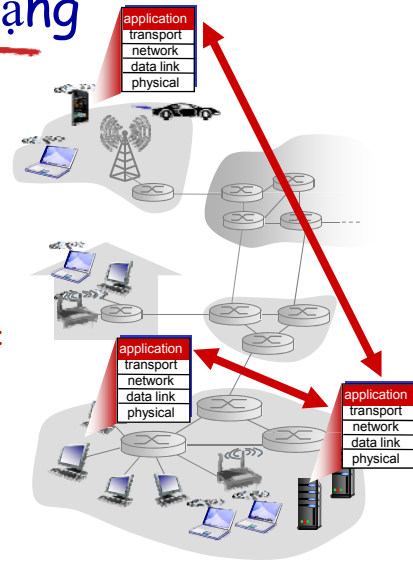 ạng
application
transport
network
data link
physical
application
transport
network
data link
physical
application
transport
network
data link
physical